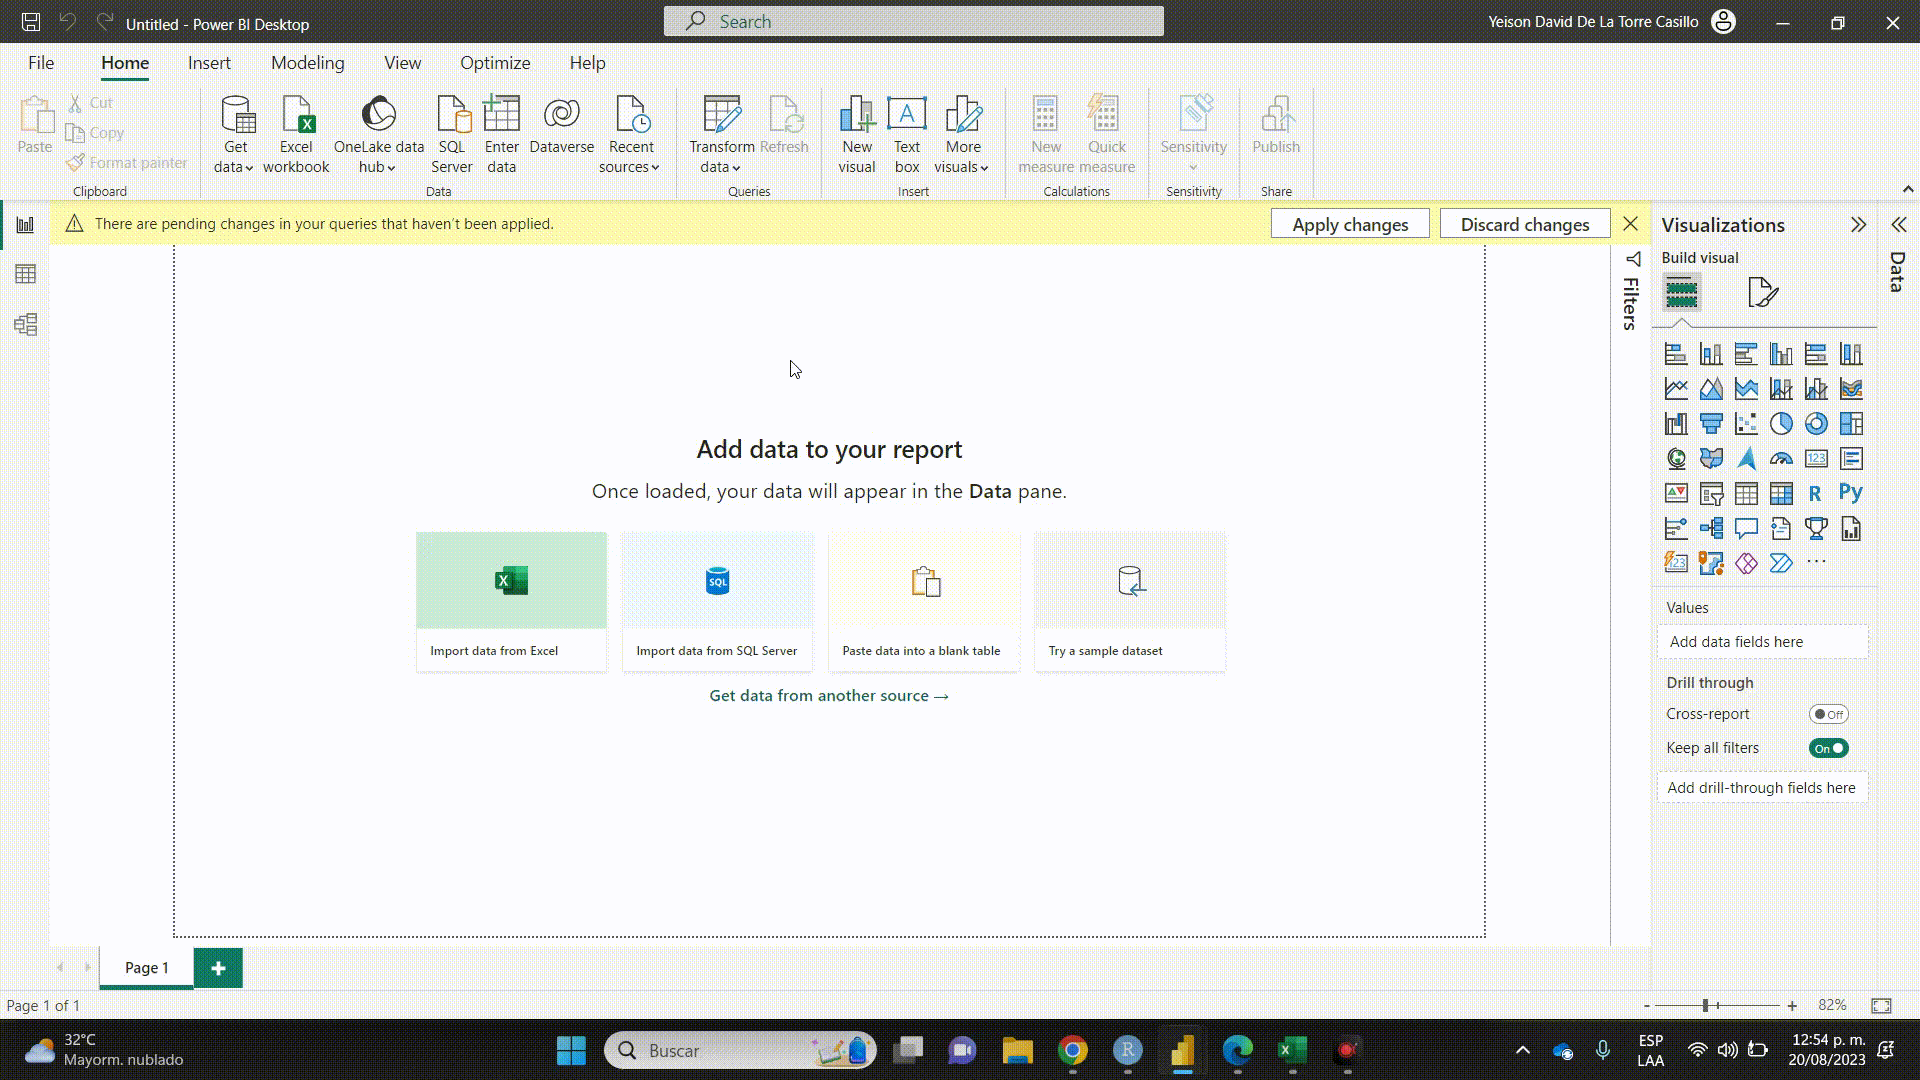 Untitled - Power BI Desktop
Search
Yeison David De La Torre Casillo
File Home Insert Modeling View Optimize Help
Paste
Cut
Copy
Format painter
Clipboard
Get data
Excel workbook
OneLake data hub
SQL Server
Enter data
Dataverse
Recent sources
Data
Transform data
Refresh
Queries
New visual
Text box
More visuals
Insert
New measure
Quick measure
Calculations
Sensitivity
Sensitivity
Publish
Share
There are pending changes in your queries that haven't been applied.
Apply changes
Discard changes
Filters
Visualizations
Build visual
Data
Add data to your report
Once loaded, your data will appear in the Data pane.
Import data from Excel
SQL
Import data from SQL Server
Paste data into a blank table
Try a sample dataset
Get data from another source →
123
R
Py
123
Values
Add data fields here
Drill through
Cross-report
Off
Keep all filters
On
Add drill-through fields here
Page 1
Page 1 of 1
- + 82%
32°C
Mayorm. nublado
Buscar
ESP
LAA
12:54 p. m.
20/08/2023